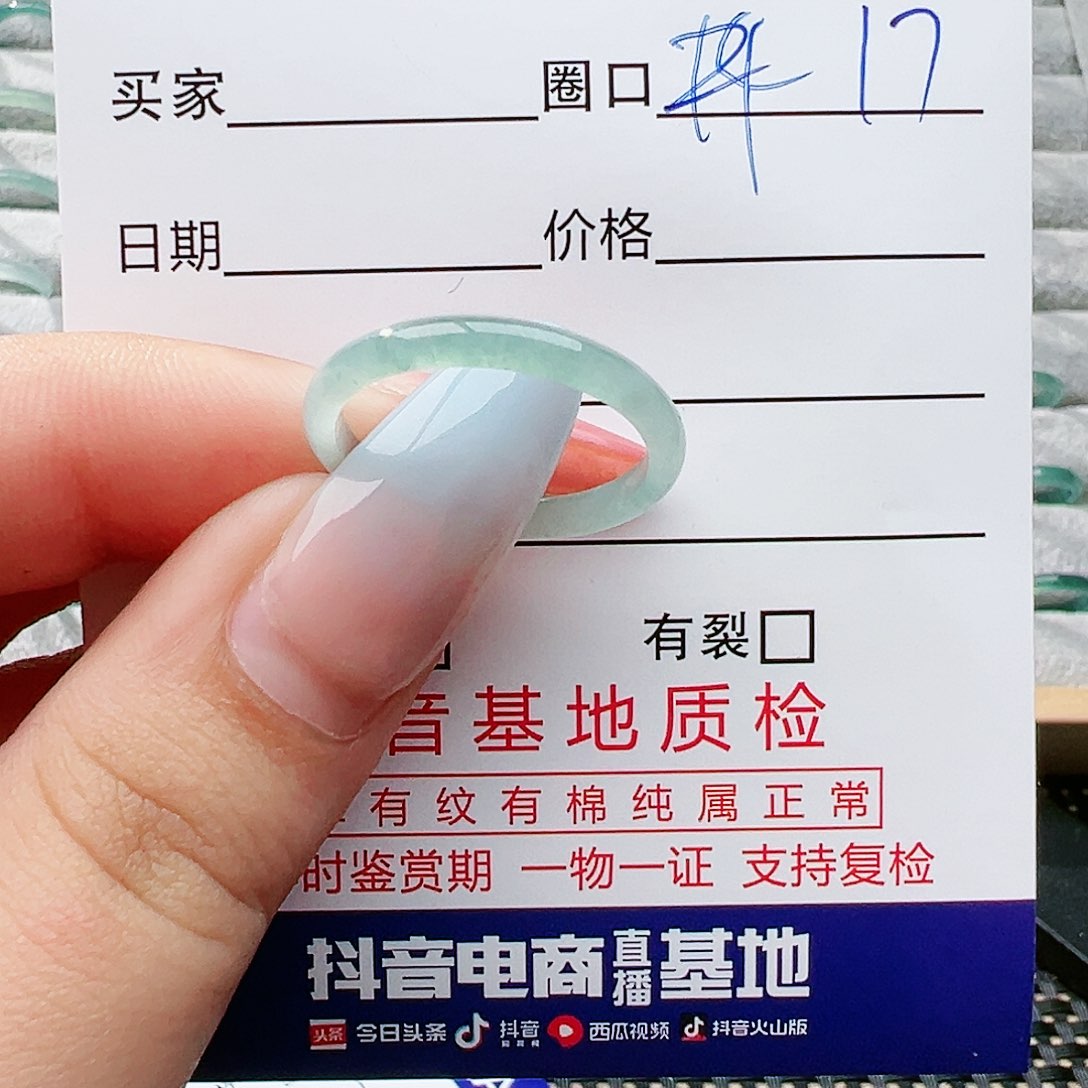 买家 圈口 17
日期 价格
有裂
音基地质检
有纹有棉纯属正常
时鉴赏期 一物一证 支持复检
抖音电商直播基地
头条 今日头条 抖音 西瓜视频 抖音火山版